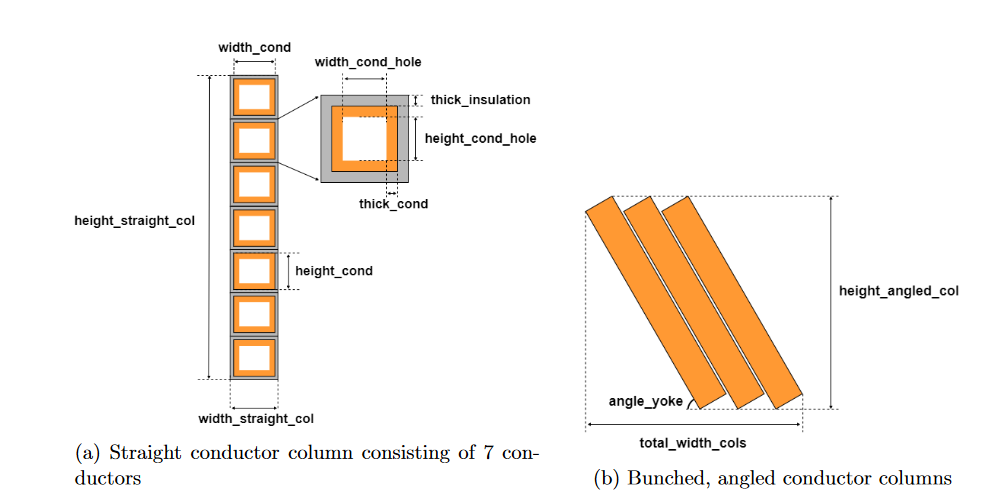 width_cond
width_cond_hole
thick_insulation
height_cond_hole
thick_cond
height_straight_col
height_cond
width_straight_col
(a) Straight conductor column consisting of 7 con-
ductors
height_angled_col
angle_yoke
total_width_cols
(b) Bunched, angled conductor columns